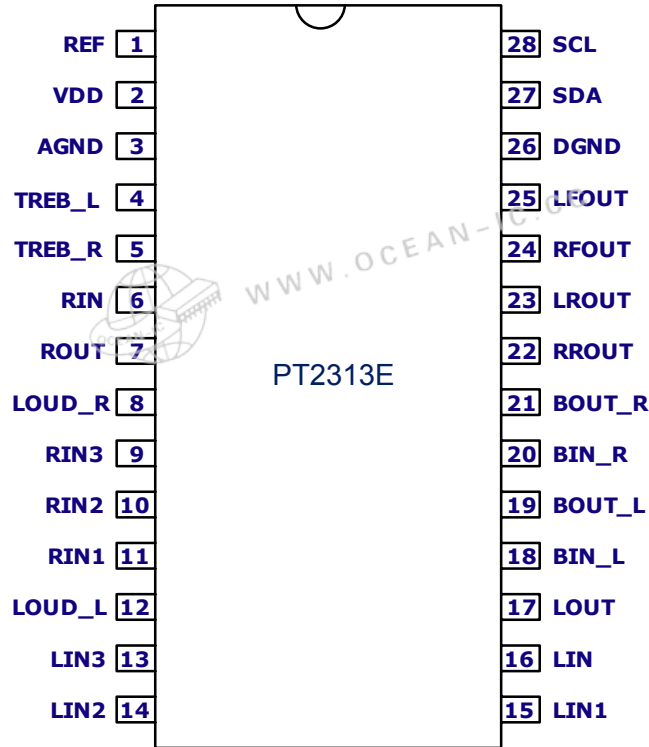 REF 1 28 SCL
VDD 2 27 SDA
AGND 3 26 DGND
TREB_L 4 25 LFOUT
TREB_R 5 24 RFOUT
RIN 6 23 LROUT
ROUT 7 22 RROUT
PT2313E
LOUD_R 8 21 BOUT_R
RIN3 9 20 BIN_R
RIN2 10 19 BOUT_L
RIN1 11 18 BIN_L
LOUD_L 12 17 LOUT
LIN3 13 16 LIN
LIN2 14 15 LIN1
WWW.OCEAN-IC.CO
OCEAN-IC